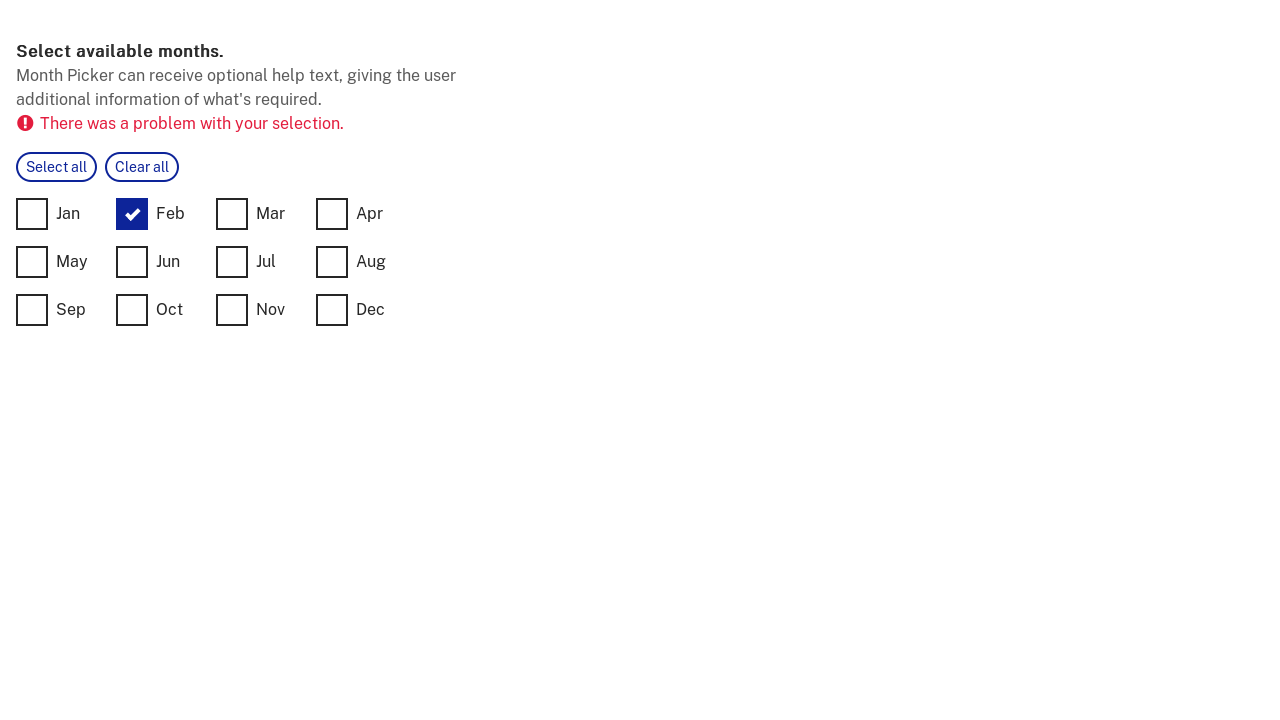 Select available months.
Month Picker can receive optional help text, giving the user
additional information of what's required.
There was a problem with your selection.
Select all Clear all
Jan Feb Mar Apr
May Jun Jul Aug
Sep Oct Nov Dec